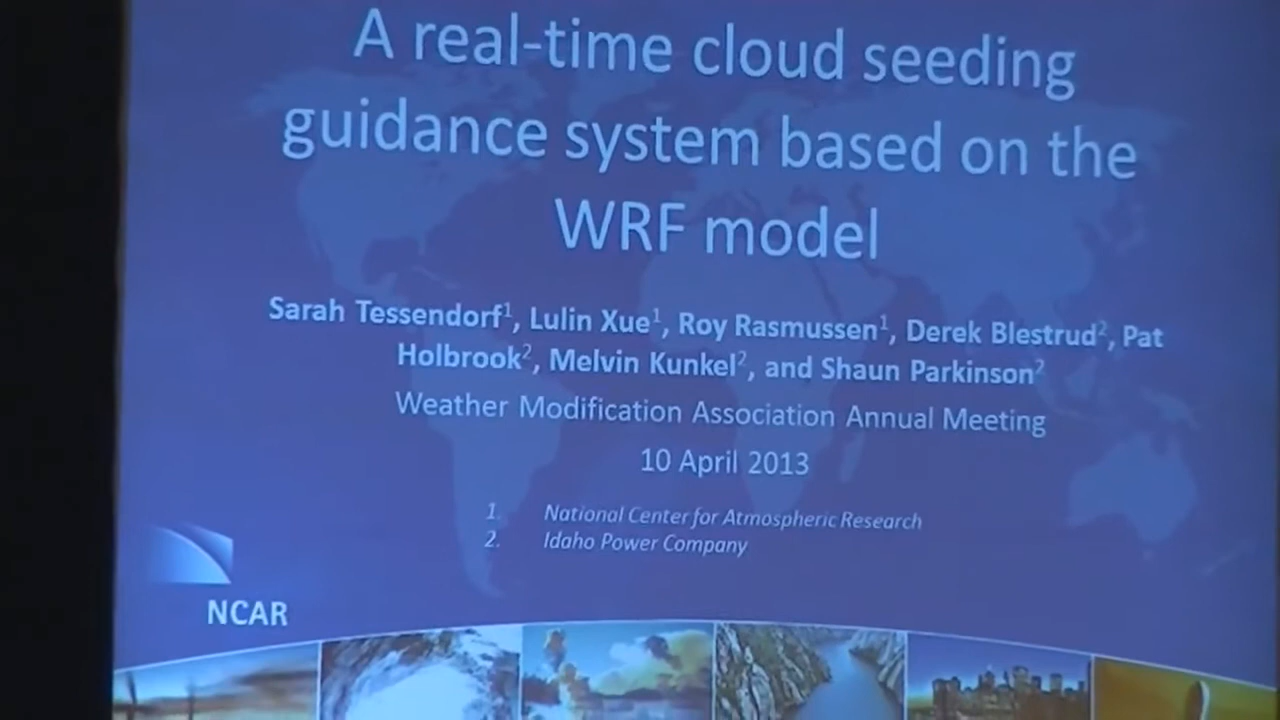 A real-time cloud seeding
guidance system based on the
WRF model
Sarah Tessendorf¹, Lulin Xue¹, Roy Rasmussen¹, Derek Blestrud², Pat
Holbrook², Melvin Kunkel², and Shaun Parkinson²
Weather Modification Association Annual Meeting
10 April 2013
1. National Center for Atmospheric Research
2. Idaho Power Company
NCAR